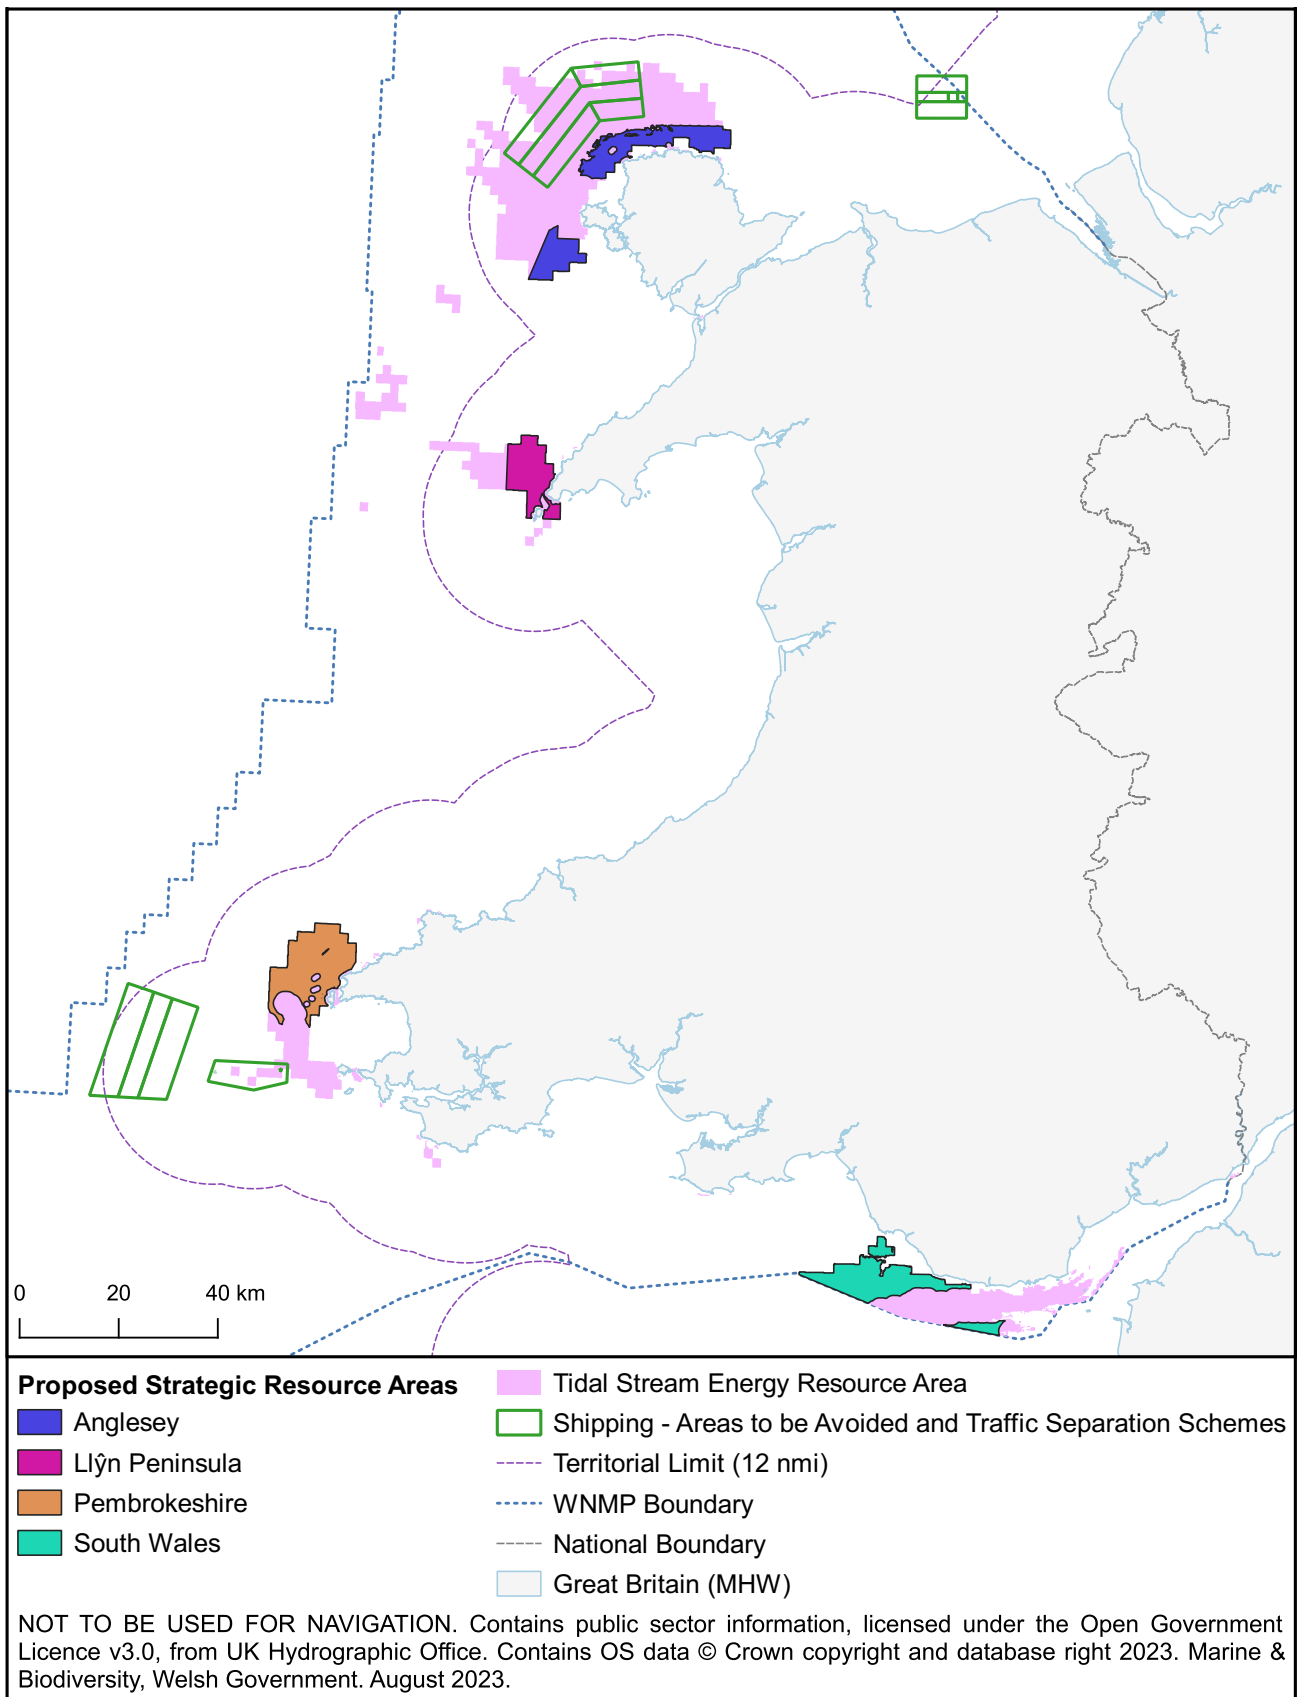 0 20 40 km
Proposed Strategic Resource Areas
Anglesey
Llŷn Peninsula
Pembrokeshire
South Wales
Tidal Stream Energy Resource Area
Shipping - Areas to be Avoided and Traffic Separation Schemes
Territorial Limit (12 nmi)
WNMP Boundary
National Boundary
Great Britain (MHW)
NOT TO BE USED FOR NAVIGATION. Contains public sector information, licensed under the Open Government
Licence v3.0, from UK Hydrographic Office. Contains OS data © Crown copyright and database right 2023. Marine &
Biodiversity, Welsh Government. August 2023.